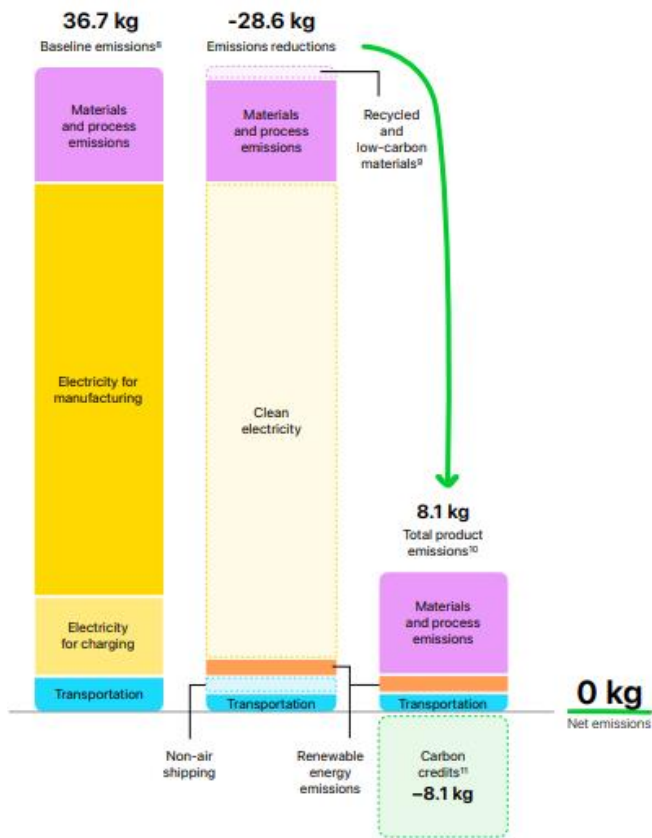 36.7 kg
Baseline emissions⁸
Materials
and process
emissions
Electricity for
manufacturing
Electricity
for charging
Transportation
-28.6 kg
Emissions reductions
Materials
and process
emissions
Recycled
and
low-carbon
materials⁹
Clean
electricity
Transportation
Non-air
shipping
Renewable
energy
emissions
8.1 kg
Total product
emissions¹⁰
Materials
and process
emissions
Transportation
Carbon
credits¹¹
–8.1 kg
0 kg
Net emissions